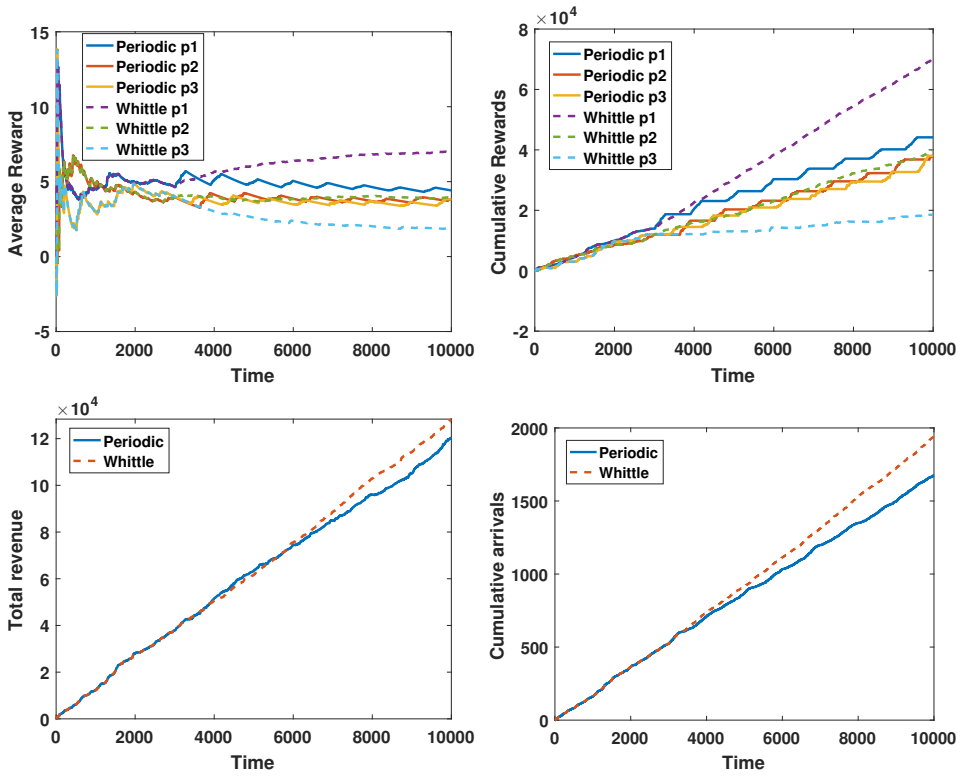 15
10
5
0
-5
Average Reward
Periodic p1
Periodic p2
Periodic p3
Whittle p1
Whittle p2
Whittle p3
0 2000 4000 6000 8000 10000
Time
× 10⁴
8
6
4
2
0
-2
Cumulative Rewards
Periodic p1
Periodic p2
Periodic p3
Whittle p1
Whittle p2
Whittle p3
0 2000 4000 6000 8000 10000
Time
× 10⁴
12
10
8
6
4
2
0
Total revenue
Periodic
Whittle
0 2000 4000 6000 8000 10000
Time
2000
1500
1000
500
0
Cumulative arrivals
Periodic
Whittle
0 2000 4000 6000 8000 10000
Time